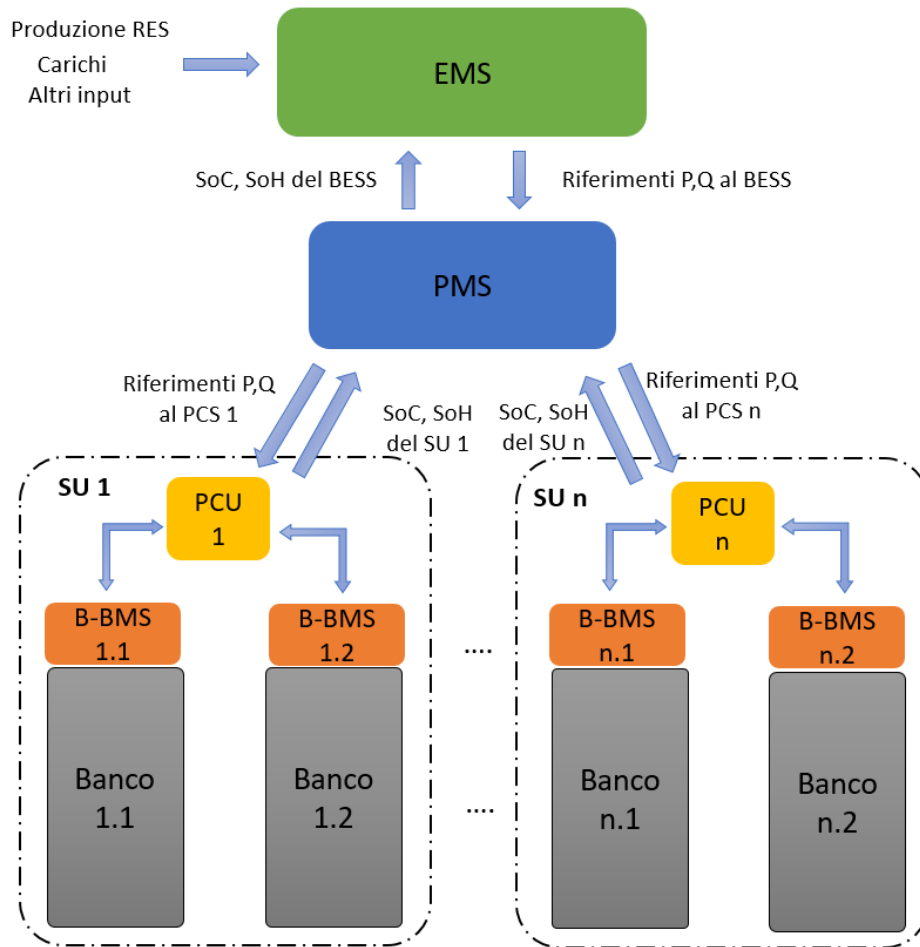 Produzione RES
Carichi
Altri input
EMS
SoC, SoH del BESS
Riferimenti P,Q al BESS
PMS
Riferimenti P,Q
al PCS 1
SoC, SoH
del SU 1
SoC, SoH
del SU n
Riferimenti P,Q
al PCS n
SU 1
PCU
1
B-BMS
1.1
B-BMS
1.2
Banco
1.1
Banco
1.2
....
....
SU n
PCU
n
B-BMS
n.1
B-BMS
n.2
Banco
n.1
Banco
n.2